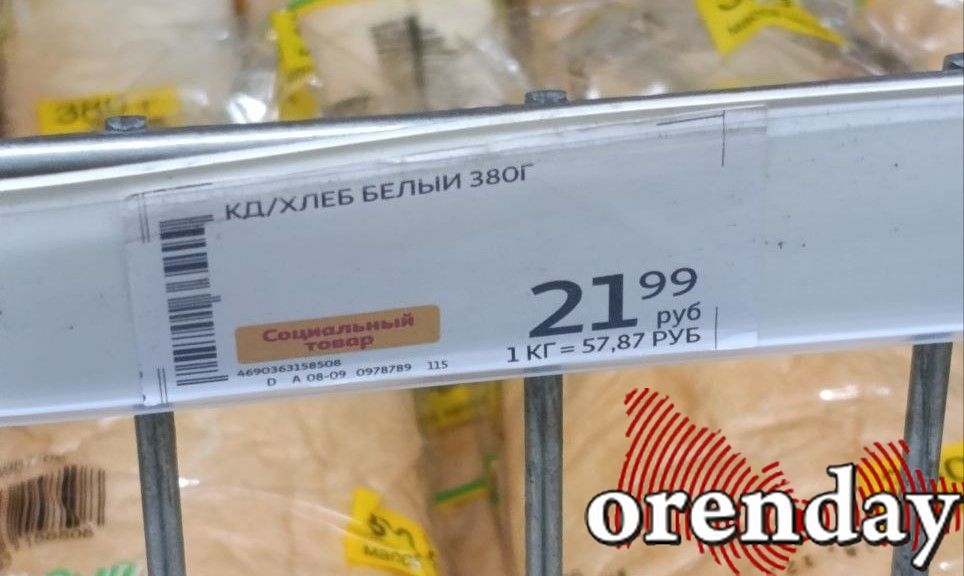 380 г
КД/ХЛЕБ БЕЛЫЙ 380Г
21 99
руб
1 КГ = 57,87 РУБ
Социальный
товар
4690363158508
D А 08-09 0978789 115
orenday